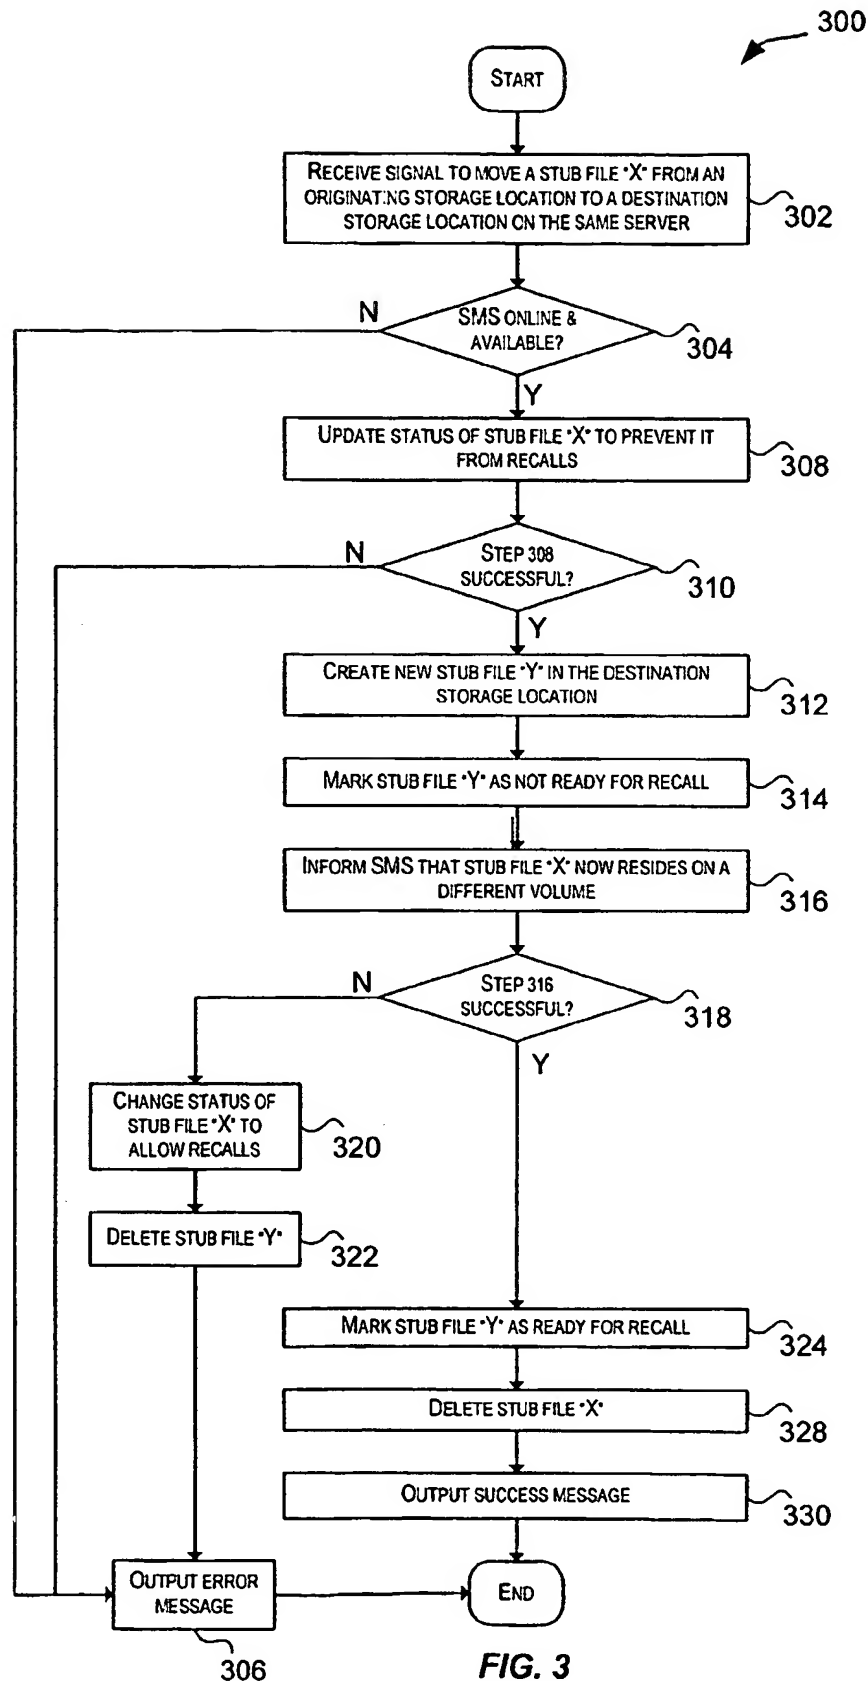 300
START
RECEIVE SIGNAL TO MOVE A STUB FILE "X" FROM AN
ORIGINATING STORAGE LOCATION TO A DESTINATION
STORAGE LOCATION ON THE SAME SERVER
302
N
SMS ONLINE &
AVAILABLE?
304
Y
UPDATE STATUS OF STUB FILE "X" TO PREVENT IT
FROM RECALLS
308
N
STEP 308
SUCCESSFUL?
310
Y
CREATE NEW STUB FILE "Y" IN THE DESTINATION
STORAGE LOCATION
312
MARK STUB FILE "Y" AS NOT READY FOR RECALL
314
INFORM SMS THAT STUB FILE "X" NOW RESIDES ON A
DIFFERENT VOLUME
316
N
STEP 316
SUCCESSFUL?
318
Y
CHANGE STATUS OF
STUB FILE "X" TO
ALLOW RECALLS
320
DELETE STUB FILE "Y"
322
MARK STUB FILE "Y" AS READY FOR RECALL
324
DELETE STUB FILE "X"
328
OUTPUT SUCCESS MESSAGE
330
OUTPUT ERROR
MESSAGE
306
END
FIG. 3